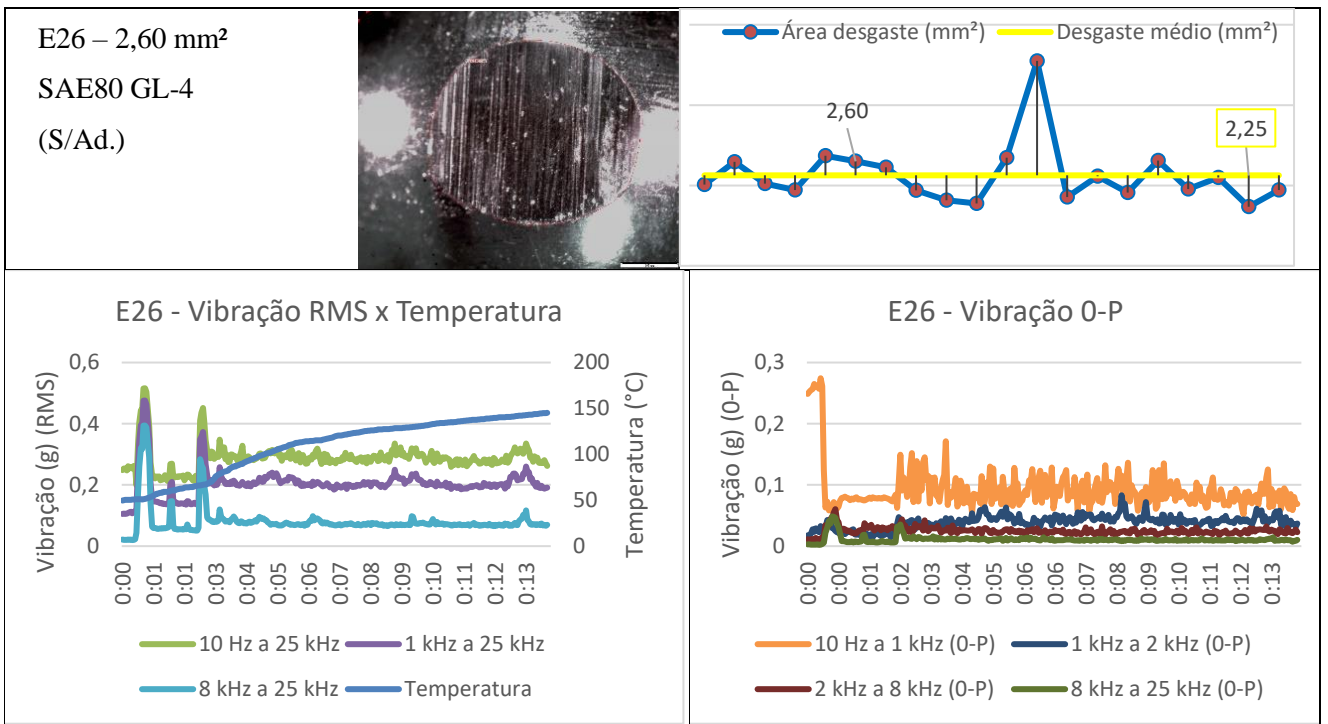 E26 – 2,60 mm²
SAE80 GL-4
(S/Ad.)
Área desgaste (mm²) Desgaste médio (mm²)
2,60
2,25
E26 - Vibração RMS x Temperatura
Vibração (g) (RMS)
0,6
0,4
0,2
0
200
150
100
50
0
Temperatura (°C)
0:00 0:01 0:01 0:03 0:04 0:05 0:06 0:07 0:08 0:09 0:10 0:11 0:12 0:13
10 Hz a 25 kHz 1 kHz a 25 kHz
8 kHz a 25 kHz Temperatura
E26 - Vibração 0-P
Vibração (g) (0-P)
0,3
0,2
0,1
0
0:00 0:00 0:01 0:02 0:03 0:04 0:05 0:06 0:07 0:08 0:09 0:09 0:10 0:11 0:12 0:13
10 Hz a 1 kHz (0-P) 1 kHz a 2 kHz (0-P)
2 kHz a 8 kHz (0-P) 8 kHz a 25 kHz (0-P)